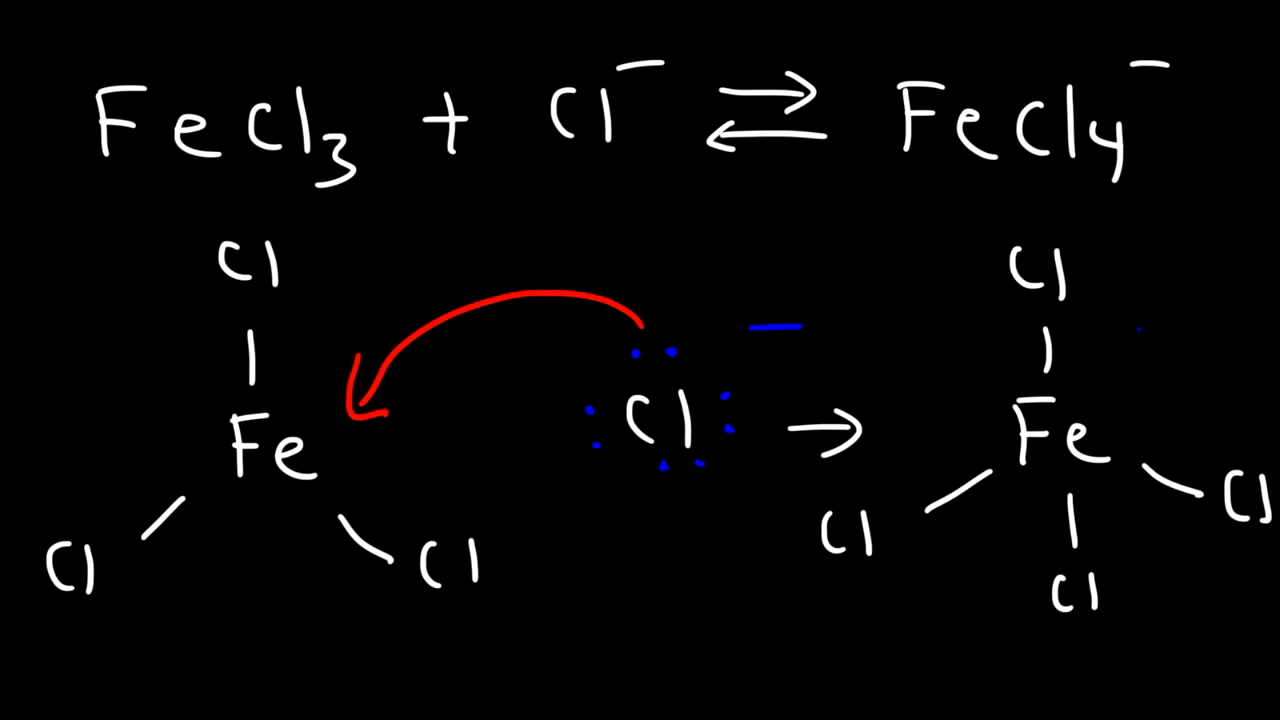 FeCl₃ + Cl⁻ ⇌ FeCl₄⁻
Cl Cl
Fe Cl⁻ → Fe
Cl Cl Cl Cl
Cl